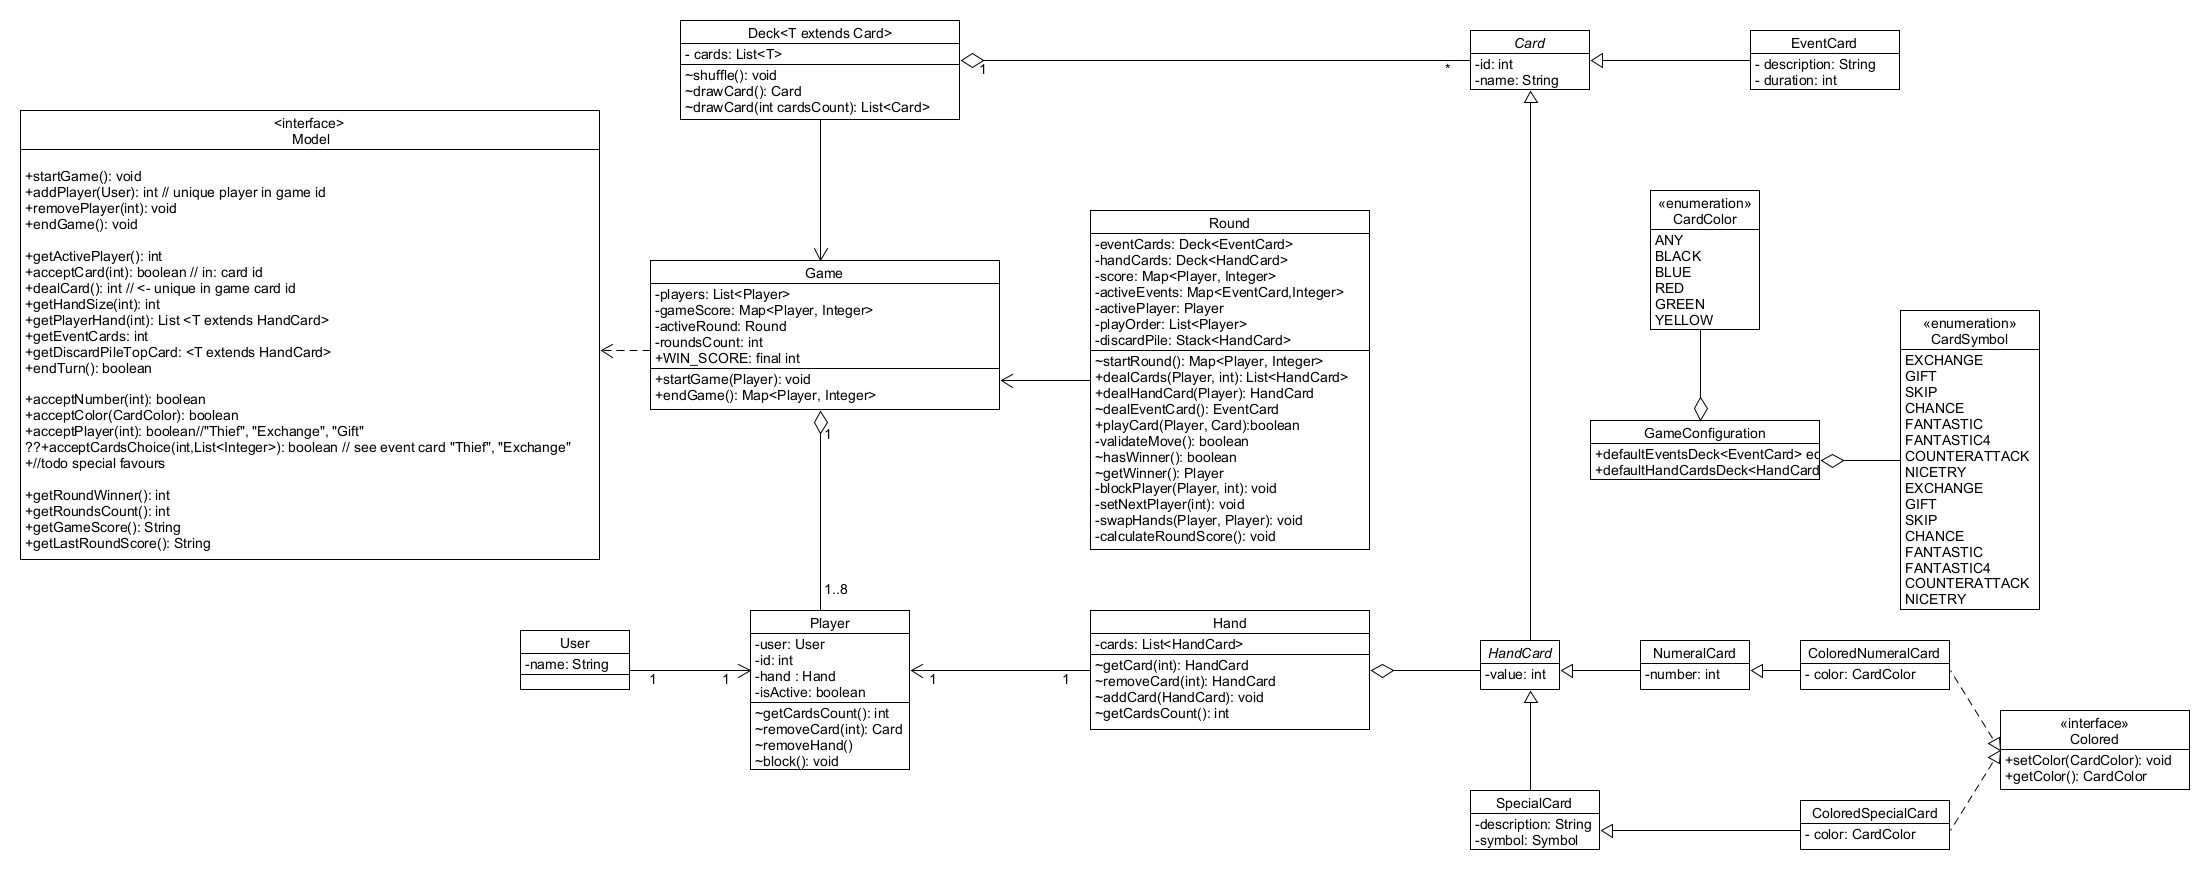 Deck<T extends Card>
- cards: List<T>
~shuffle(): void
~drawCard(): Card
~drawCard(int cardsCount): List<Card>
1
*
Card
-id: int
-name: String
EventCard
- description: String
- duration: int
<interface>
Model
+startGame(): void
+addPlayer(User): int // unique player in game id
+removePlayer(int): void
+endGame(): void
+getActivePlayer(): int
+acceptCard(int): boolean // in: card id
+dealCard(): int // <- unique in game card id
+getHandSize(int): int
+getPlayerHand(int): List <T extends HandCard>
+getEventCards: int
+getDiscardPileTopCard: <T extends HandCard>
+endTurn(): boolean
+acceptNumber(int): boolean
+acceptColor(CardColor): boolean
+acceptPlayer(int): boolean//"Thief", "Exchange", "Gift"
??+acceptCardsChoice(int,List<Integer>): boolean // see event card "Thief", "Exchange"
+//todo special favours
+getRoundWinner(): int
+getRoundsCount(): int
+getGameScore(): String
+getLastRoundScore(): String
Game
-players: List<Player>
-gameScore: Map<Player, Integer>
-activeRound: Round
-roundsCount: int
+WIN_SCORE: final int
+startGame(Player): void
+endGame(): Map<Player, Integer>
1
1..8
Round
-eventCards: Deck<EventCard>
-handCards: Deck<HandCard>
-score: Map<Player, Integer>
-activeEvents: Map<EventCard,Integer>
-activePlayer: Player
-playOrder: List<Player>
-discardPile: Stack<HandCard>
~startRound(): Map<Player, Integer>
+dealCards(Player, int): List<HandCard>
+dealHandCard(Player): HandCard
~dealEventCard(): EventCard
+playCard(Player, Card):boolean
-validateMove(): boolean
~hasWinner(): boolean
~getWinner(): Player
-blockPlayer(Player, int): void
-setNextPlayer(int): void
-swapHands(Player, Player): void
-calculateRoundScore(): void
«enumeration»
CardColor
ANY
BLACK
BLUE
RED
GREEN
YELLOW
«enumeration»
CardSymbol
EXCHANGE
GIFT
SKIP
CHANCE
FANTASTIC
FANTASTIC4
COUNTERATTACK
NICETRY
EXCHANGE
GIFT
SKIP
CHANCE
FANTASTIC
FANTASTIC4
COUNTERATTACK
NICETRY
GameConfiguration
+defaultEventsDeck<EventCard> ec
+defaultHandCardsDeck<HandCard
User
-name: String
1
1
Player
-user: User
-id: int
-hand : Hand
-isActive: boolean
~getCardsCount(): int
~removeCard(int): Card
~removeHand()
~block(): void
1
1
Hand
-cards: List<HandCard>
~getCard(int): HandCard
~removeCard(int): HandCard
~addCard(HandCard): void
~getCardsCount(): int
HandCard
-value: int
NumeralCard
-number: int
ColoredNumeralCard
- color: CardColor
«interface»
Colored
+setColor(CardColor): void
+getColor(): CardColor
SpecialCard
-description: String
-symbol: Symbol
ColoredSpecialCard
- color: CardColor